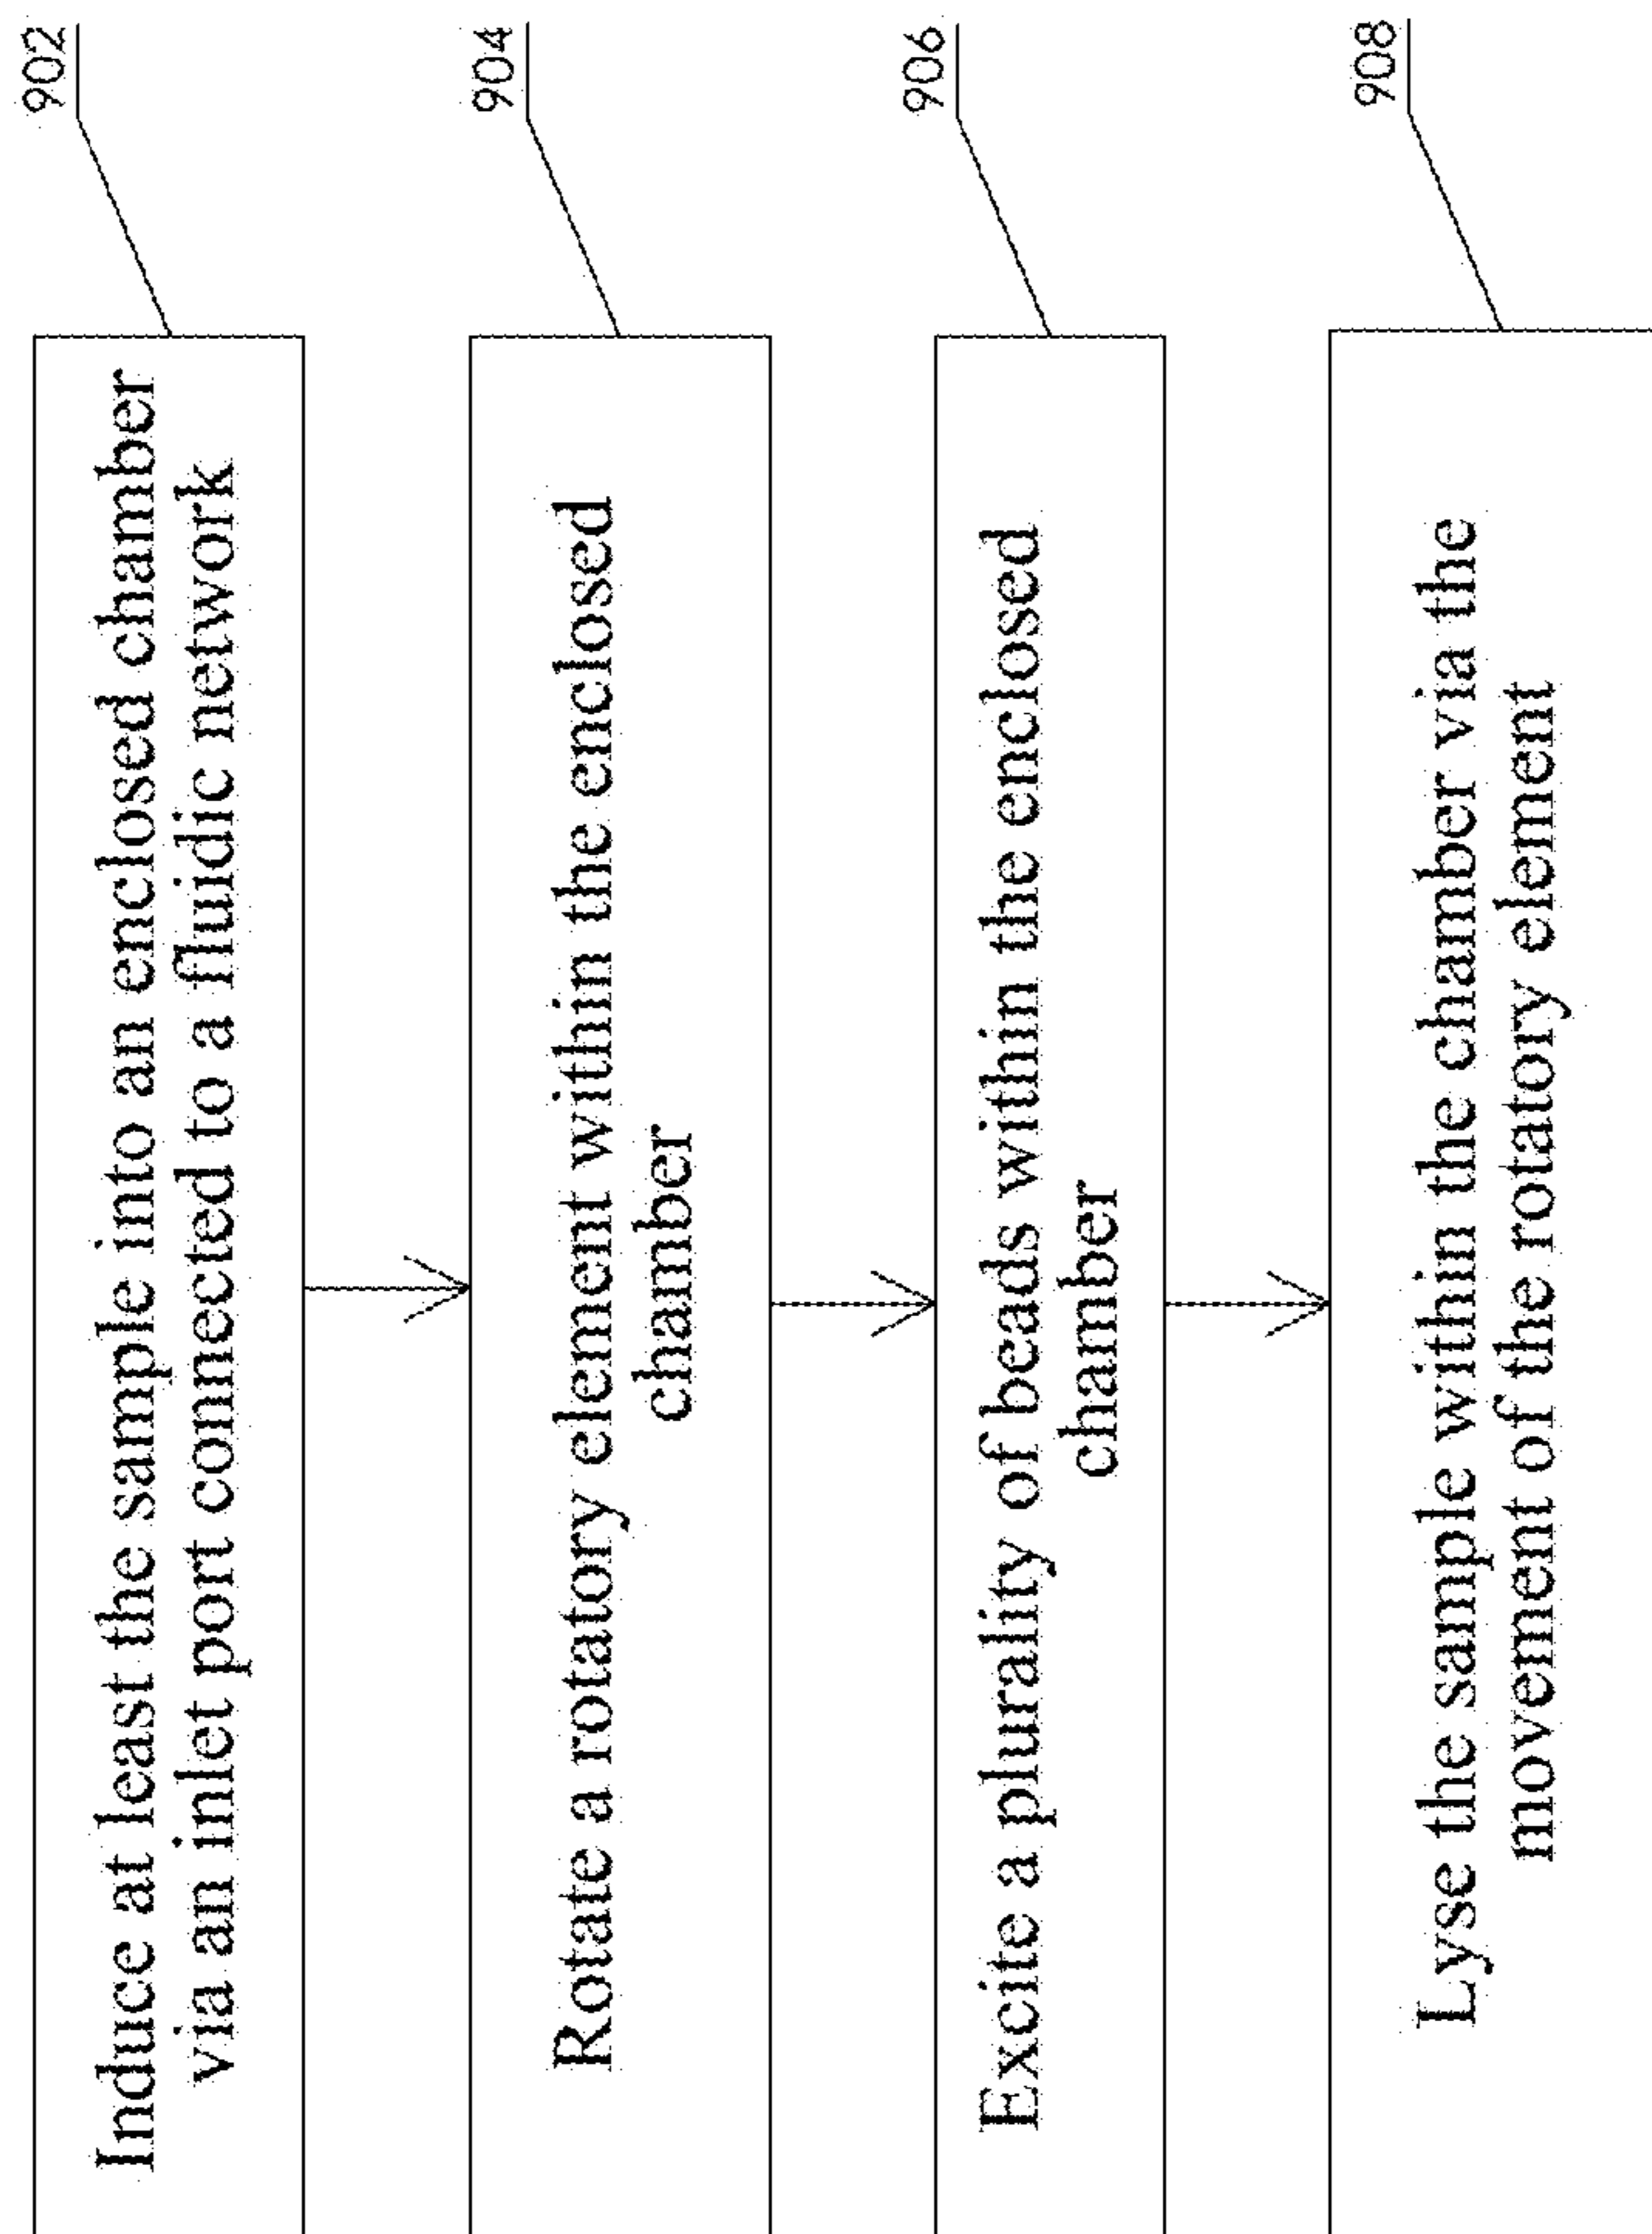 902
Induce at least the sample into an enclosed chamber
via an inlet port connected to a fluidic network
904
Rotate a rotatory element within the enclosed
chamber
906
Excite a plurality of beads within the enclosed
chamber
908
Lyse the sample within the chamber via the
movement of the rotatory element